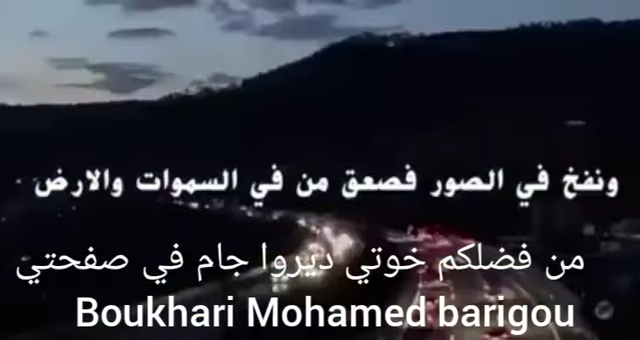 ونفخ في الصور فصعق من في السموات والارض
من فضلكم خوتي ديروا جام في صفحتي
Boukhari Mohamed barigou